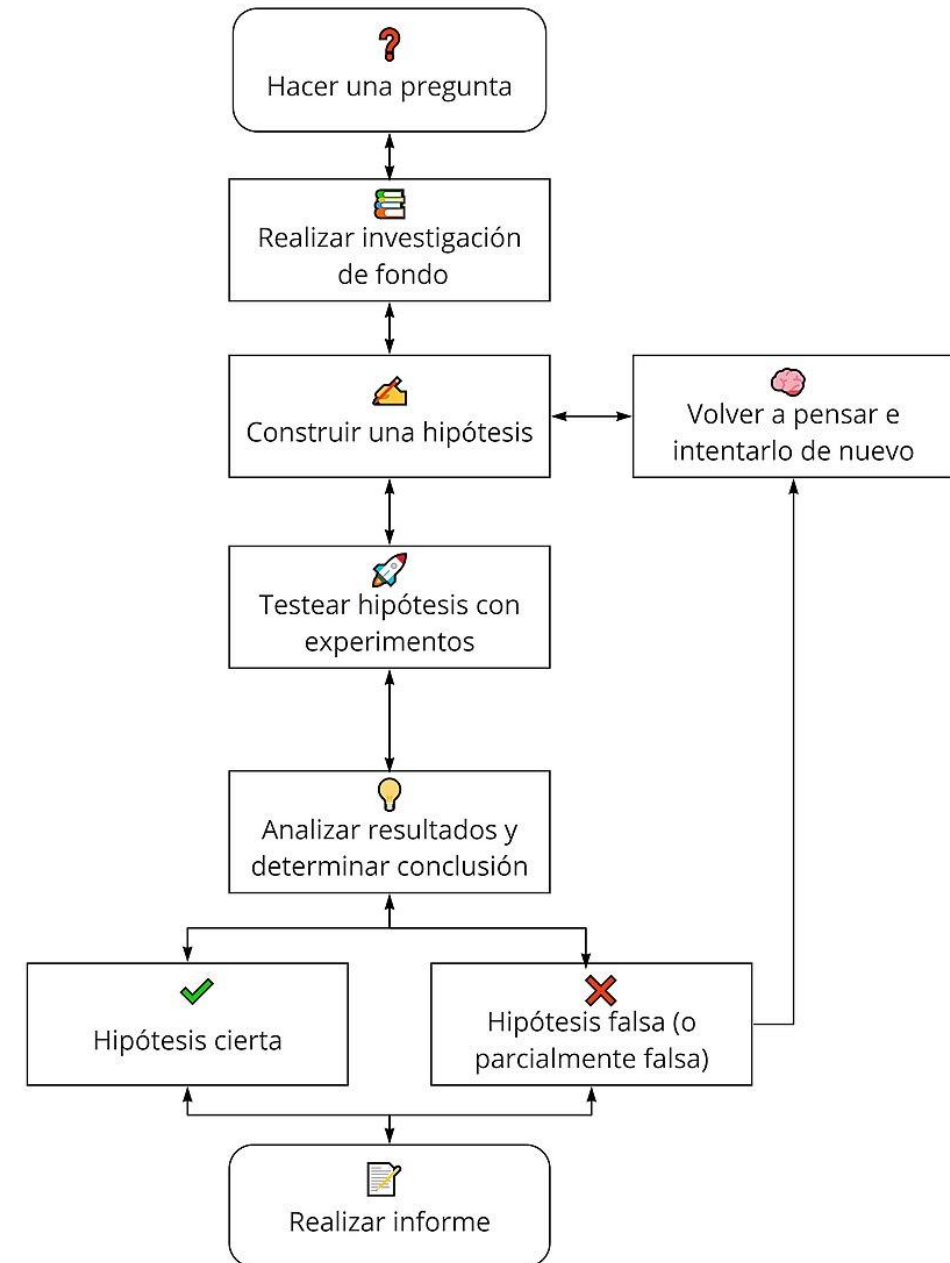 Hacer una pregunta
Realizar investigación
de fondo
Construir una hipótesis
Volver a pensar e
intentarlo de nuevo
Testear hipótesis con
experimentos
Analizar resultados y
determinar conclusión
Hipótesis cierta
Hipótesis falsa (o
parcialmente falsa)
Realizar informe